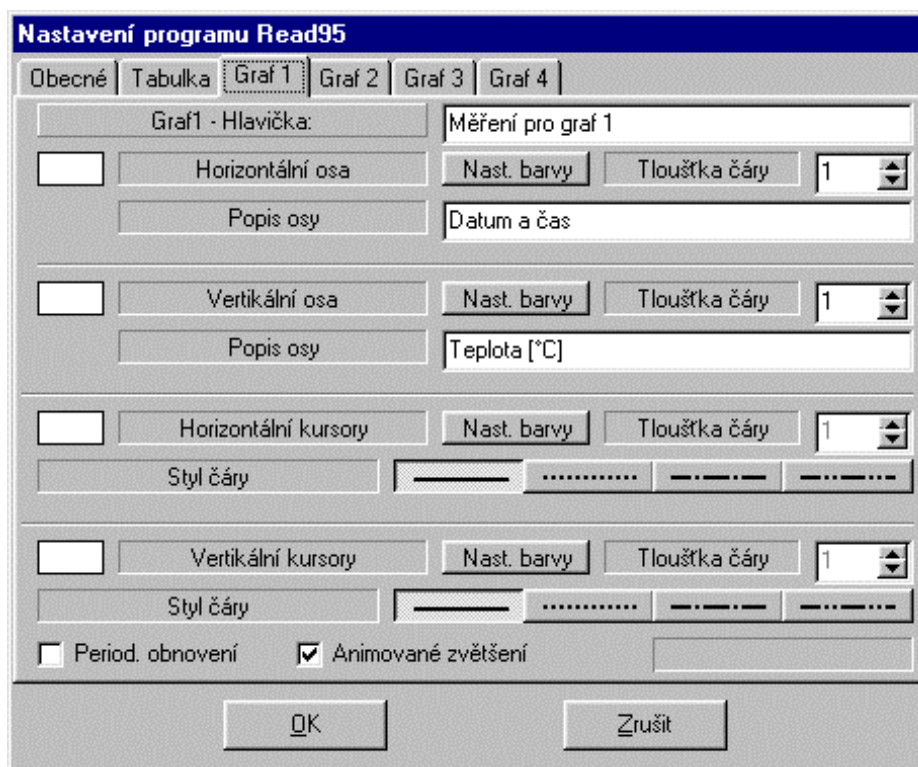 Nastavení programu Read95
Obecné Tabulka Graf 1 Graf 2 Graf 3 Graf 4
Graf1 - Hlavička: Měření pro graf 1
Horizontální osa Nast. barvy Tloušťka čáry 1
Popis osy Datum a čas
Vertikální osa Nast. barvy Tloušťka čáry 1
Popis osy Teplota [°C]
Horizontální kursory Nast. barvy Tloušťka čáry 1
Styl čáry
Vertikální kursory Nast. barvy Tloušťka čáry 1
Styl čáry
Period. obnovení Animované zvětšení
OK Zrušit